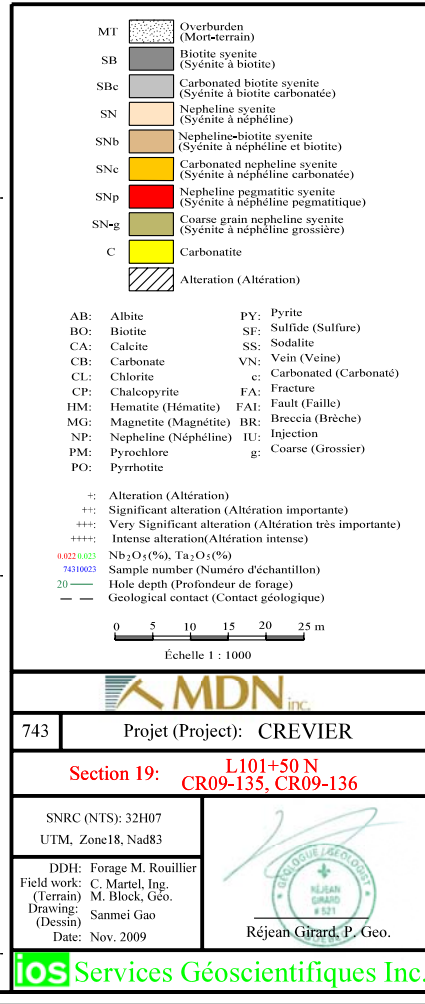 MT Overburden
(Mort-terrain)
SB Biotite syenite
(Syénite à biotite)
SBc Carbonated biotite syenite
(Syénite à biotite carbonatée)
SN Nepheline syenite
(Syénite à néphéline)
SNb Nepheline-biotite syenite
(Syénite à néphéline et biotite)
SNc Carbonated nepheline syenite
(Syénite à néphéline carbonatée)
SNp Nepheline pegmatitic syenite
(Syénite à néphéline pegmatitique)
SN-g Coarse grain nepheline syenite
(Syénite à néphéline grossière)
C Carbonatite
Alteration (Altération)
AB: Albite
BO: Biotite
CA: Calcite
CB: Carbonate
CL: Chlorite
CP: Chalcopyrite
HM: Hematite (Hématite)
MG: Magnetite (Magnétite)
NP: Nepheline (Néphéline)
PM: Pyrochlore
PO: Pyrrhotite
PY: Pyrite
SF: Sulfide (Sulfure)
SS: Sodalite
VN: Vein (Veine)
c: Carbonated (Carbonaté)
FA: Fracture
FAI: Fault (Faille)
BR: Breccia (Brèche)
IU: Injection
g: Coarse (Grossier)
+: Alteration (Altération)
++: Significant alteration (Altération importante)
+++: Very Significant alteration (Altération très importante)
++++: Intense alteration(Altération intense)
0.022 0.023 Nb₂O₅(%), Ta₂O₅(%)
74310023 Sample number (Numéro d'échantillon)
20 Hole depth (Profondeur de forage)
Geological contact (Contact géologique)
0 5 10 15 20 25 m
Échelle 1 : 1000
MDN inc.
743 Projet (Project): CREVIER
Section 19: L101+50 N
CR09-135, CR09-136
SNRC (NTS): 32H07
UTM, Zone18, Nad83
DDH: Forage M. Rouillier
Field work: C. Martel, Ing.
(Terrain) M. Block, Géo.
Drawing: Sanmei Gao
(Dessin)
Date: Nov. 2009
GÉOLOGUE/GEOLOGIST
RÉJEAN
GIRARD
# 521
QUÉBEC
Réjean Girard, P. Geo.
ios Services Géoscientifiques Inc.